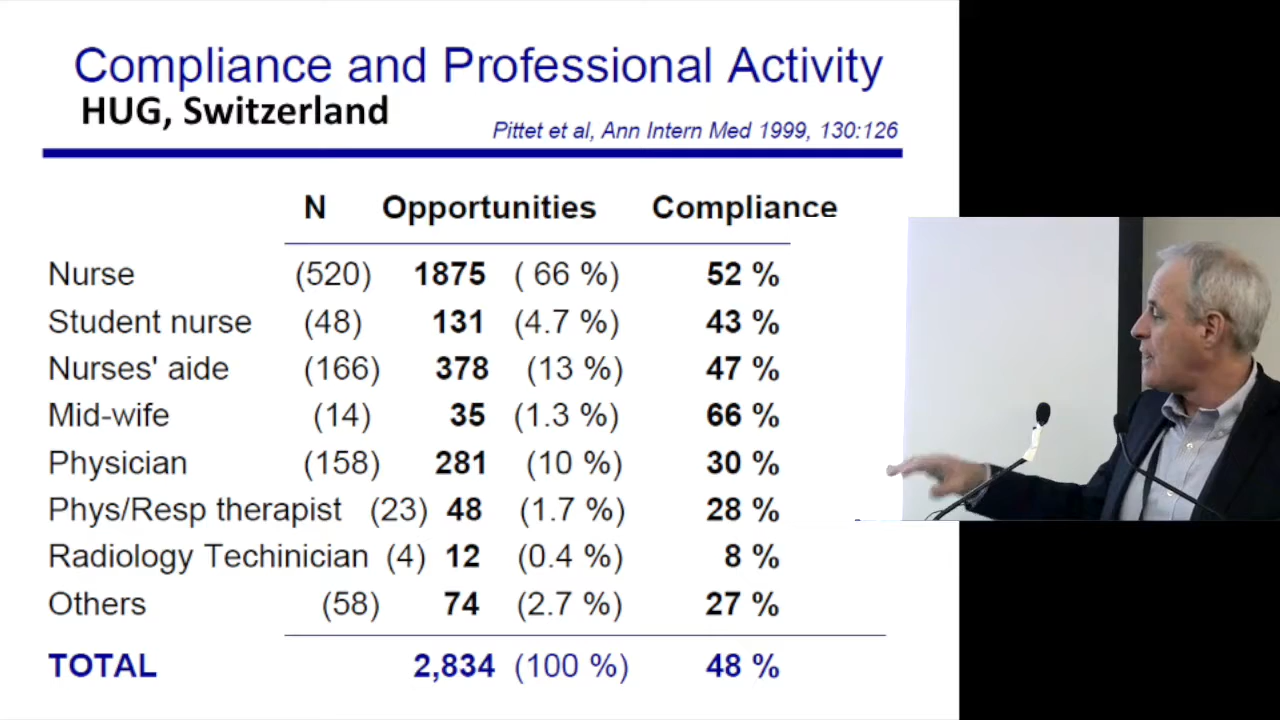 Compliance and Professional Activity
HUG, Switzerland
Pittet et al, Ann Intern Med 1999, 130:126
N Opportunities Compliance
Nurse (520) 1875 ( 66 %) 52 %
Student nurse (48) 131 (4.7 %) 43 %
Nurses' aide (166) 378 (13 %) 47 %
Mid-wife (14) 35 (1.3 %) 66 %
Physician (158) 281 (10 %) 30 %
Phys/Resp therapist (23) 48 (1.7 %) 28 %
Radiology Techinician (4) 12 (0.4 %) 8 %
Others (58) 74 (2.7 %) 27 %
TOTAL 2,834 (100 %) 48 %